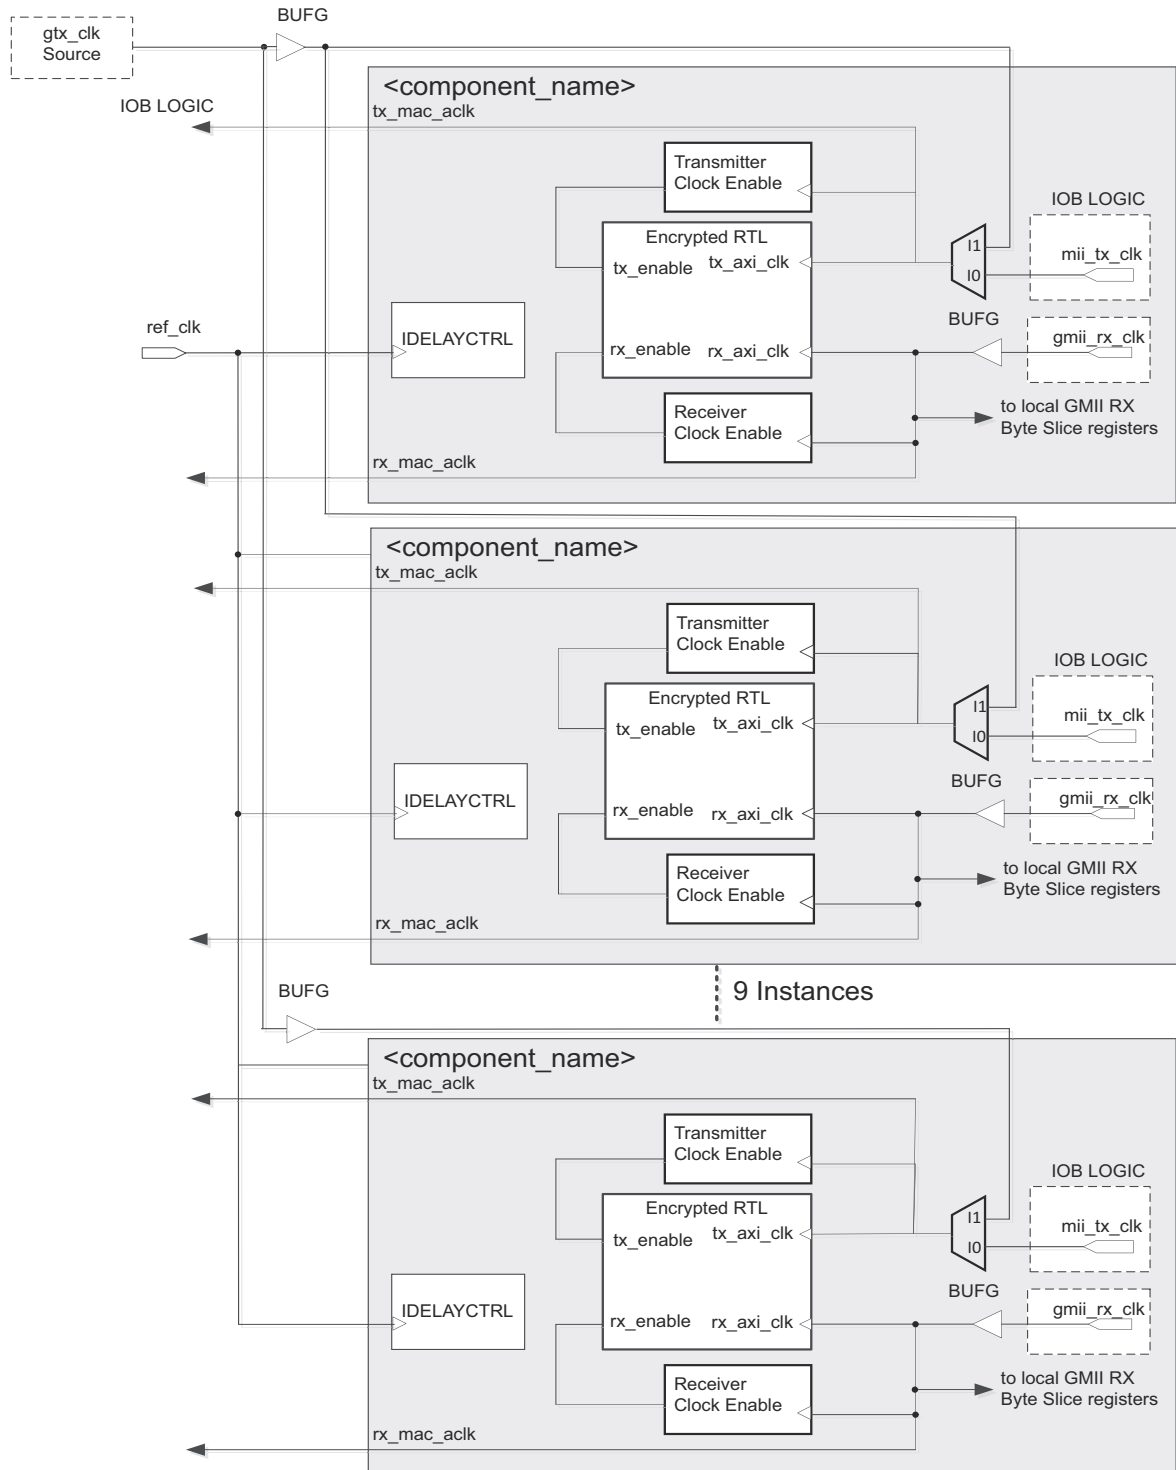 BUFG
gtx_clk
Source
<component_name>
IOB LOGIC
tx_mac_aclk
Transmitter
Clock Enable
IOB LOGIC
Encrypted RTL
I1
mii_tx_clk
tx_enable
tx_axi_clk
I0
BUFG
ref_clk
IDELAYCTRL
gmii_rx_clk
rx_enable
rx_axi_clk
to local GMII RX
Byte Slice registers
Receiver
Clock Enable
rx_mac_aclk
<component_name>
tx_mac_aclk
Transmitter
Clock Enable
IOB LOGIC
Encrypted RTL
I1
mii_tx_clk
tx_enable
tx_axi_clk
I0
BUFG
IDELAYCTRL
gmii_rx_clk
rx_enable
rx_axi_clk
to local GMII RX
Byte Slice registers
Receiver
Clock Enable
rx_mac_aclk
BUFG
9 Instances
<component_name>
tx_mac_aclk
Transmitter
Clock Enable
IOB LOGIC
Encrypted RTL
I1
mii_tx_clk
tx_enable
tx_axi_clk
I0
BUFG
IDELAYCTRL
gmii_rx_clk
rx_enable
rx_axi_clk
to local GMII RX
Byte Slice registers
Receiver
Clock Enable
rx_mac_aclk